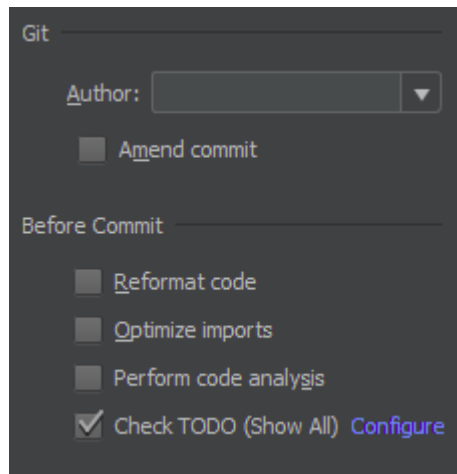 Git
Author:
Amend commit
Before Commit
Reformat code
Optimize imports
Perform code analysis
Check TODO (Show All) Configure